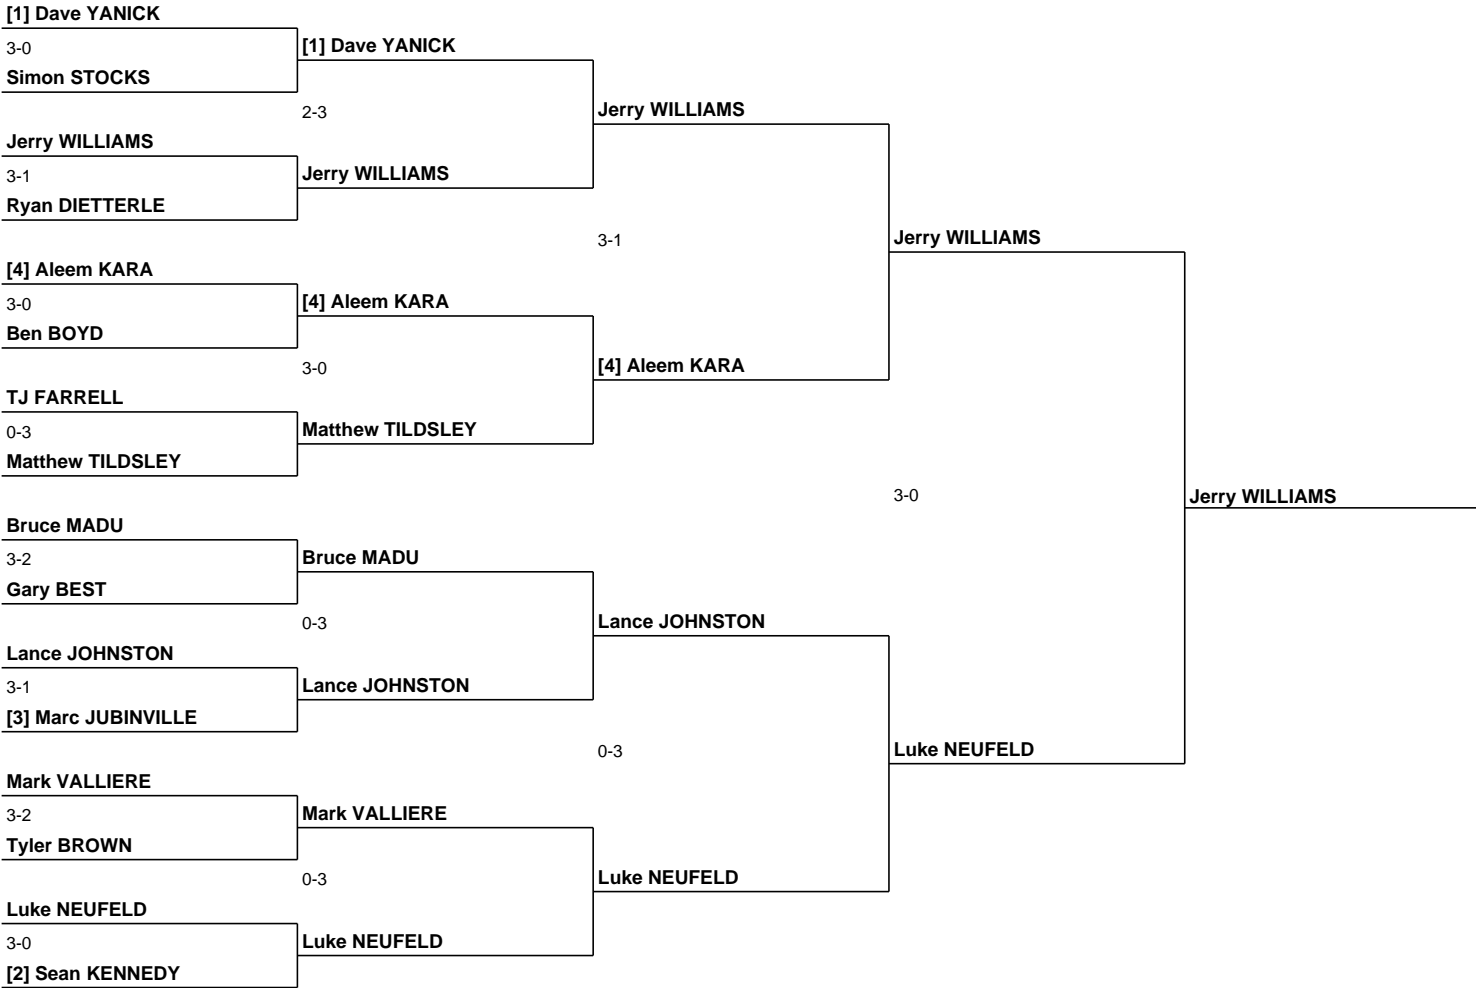 [1] Dave YANICK
3-0
Simon STOCKS
Jerry WILLIAMS
3-1
Ryan DIETTERLE
[4] Aleem KARA
3-0
Ben BOYD
TJ FARRELL
0-3
Matthew TILDSLEY
Bruce MADU
3-2
Gary BEST
Lance JOHNSTON
3-1
[3] Marc JUBINVILLE
Mark VALLIERE
3-2
Tyler BROWN
Luke NEUFELD
3-0
[2] Sean KENNEDY
[1] Dave YANICK
2-3
Jerry WILLIAMS
[4] Aleem KARA
3-0
Matthew TILDSLEY
Bruce MADU
0-3
Lance JOHNSTON
Mark VALLIERE
0-3
Luke NEUFELD
Jerry WILLIAMS
3-1
[4] Aleem KARA
Lance JOHNSTON
0-3
Luke NEUFELD
Jerry WILLIAMS
3-0
Luke NEUFELD
Jerry WILLIAMS